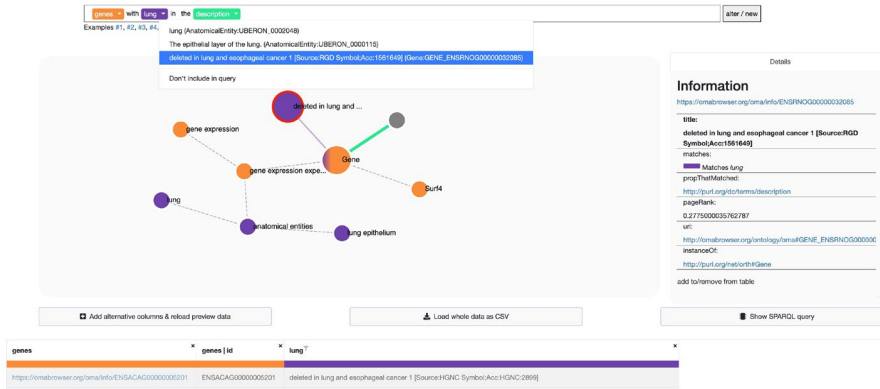 genes with lung in the description
alter / new
Examples #1, #2, #3, #4,
lung (AnatomicalEntity:UBERON_0002048)
The epithelial layer of the lung. (AnatomicalEntity:UBERON_0000115)
deleted in lung and esophageal cancer 1 [Source:RGD Symbol;Acc:1561649] (Gene:GENE_ENSRNOG00000032085)
Don't include in query
deleted in lung and ...
gene expression
Gene
gene expression expe...
Surf4
lung
anatomical entities
lung epithelium
Details
Information
https://omabrowser.org/oma/info/ENSRNOG00000032085
title:
deleted in lung and esophageal cancer 1 [Source:RGD
Symbol;Acc:1561649]
matches:
Matches lung
propThatMatched:
http://purl.org/dc/terms/description
pageRank:
0.2775000035762787
uri:
http://omabrowser.org/ontology/oma#GENE_ENSRNOG000000
instanceOf:
http://purl.org/net/orth#Gene
add to/remove from table
Add alternative columns & reload preview data
Load whole data as CSV
Show SPARQL query
genes × genes | id × lung ×
https://omabrowser.org/oma/info/ENSACAG00000005201 ENSACAG00000005201 deleted in lung and esophageal cancer 1 [Source:HGNC Symbol;Acc:HGNC:2899]